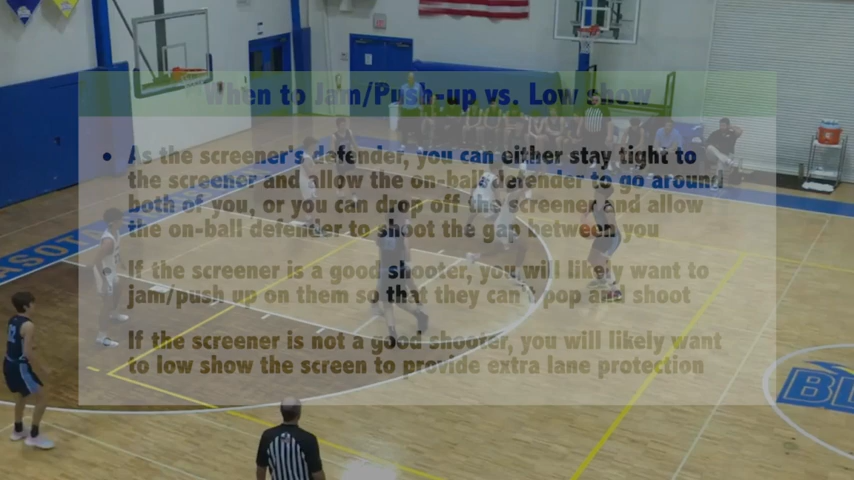 When to Jam/Push-up vs. Low show
• As the screener's defender, you can either stay tight to
the screener and allow the on-ball defender to go around
both of you, or you can drop off the screener and allow
the on-ball defender to shoot the gap between you
If the screener is a good shooter, you will likely want to
jam/push up on them so that they can't pop and shoot
If the screener is not a good shooter, you will likely want
to low show the screen to provide extra lane protection